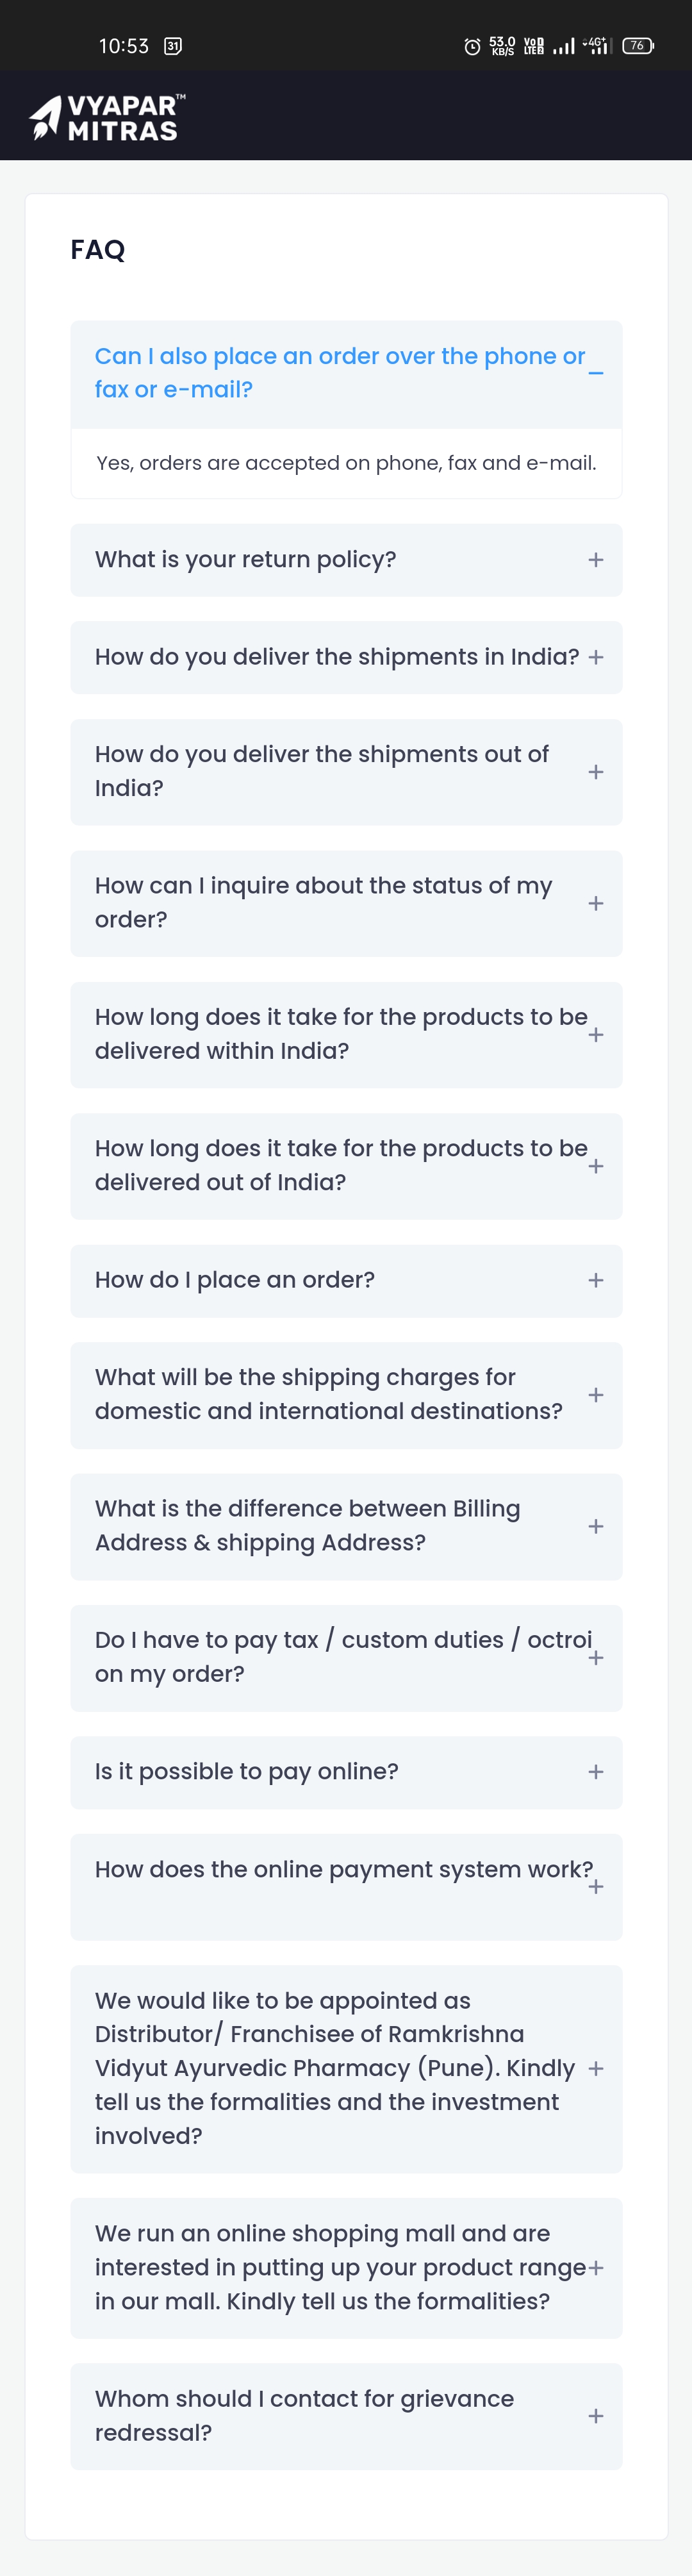 10:53 31 53.0 KB/S VoD LTE2 4G+ 76
VYAPAR™
MITRAS
FAQ
Can I also place an order over the phone or
fax or e-mail?
Yes, orders are accepted on phone, fax and e-mail.
What is your return policy?
How do you deliver the shipments in India?
How do you deliver the shipments out of
India?
How can I inquire about the status of my
order?
How long does it take for the products to be
delivered within India?
How long does it take for the products to be
delivered out of India?
How do I place an order?
What will be the shipping charges for
domestic and international destinations?
What is the difference between Billing
Address & shipping Address?
Do I have to pay tax / custom duties / octroi
on my order?
Is it possible to pay online?
How does the online payment system work?
We would like to be appointed as
Distributor/ Franchisee of Ramkrishna
Vidyut Ayurvedic Pharmacy (Pune). Kindly
tell us the formalities and the investment
involved?
We run an online shopping mall and are
interested in putting up your product range
in our mall. Kindly tell us the formalities?
Whom should I contact for grievance
redressal?